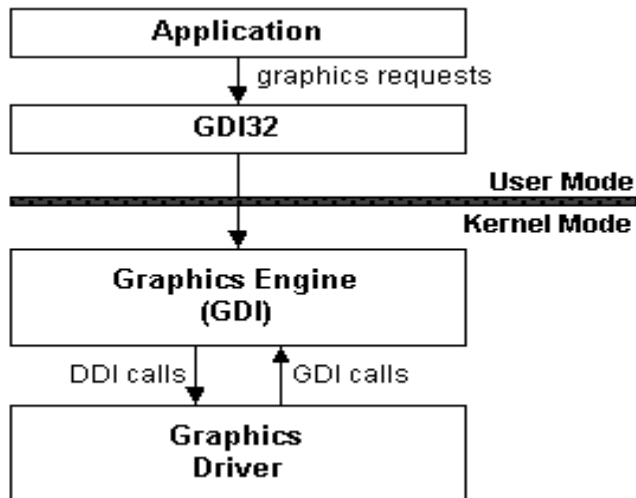 Application
graphics requests
GDI32
User Mode
Kernel Mode
Graphics Engine
(GDI)
DDI calls
GDI calls
Graphics
Driver